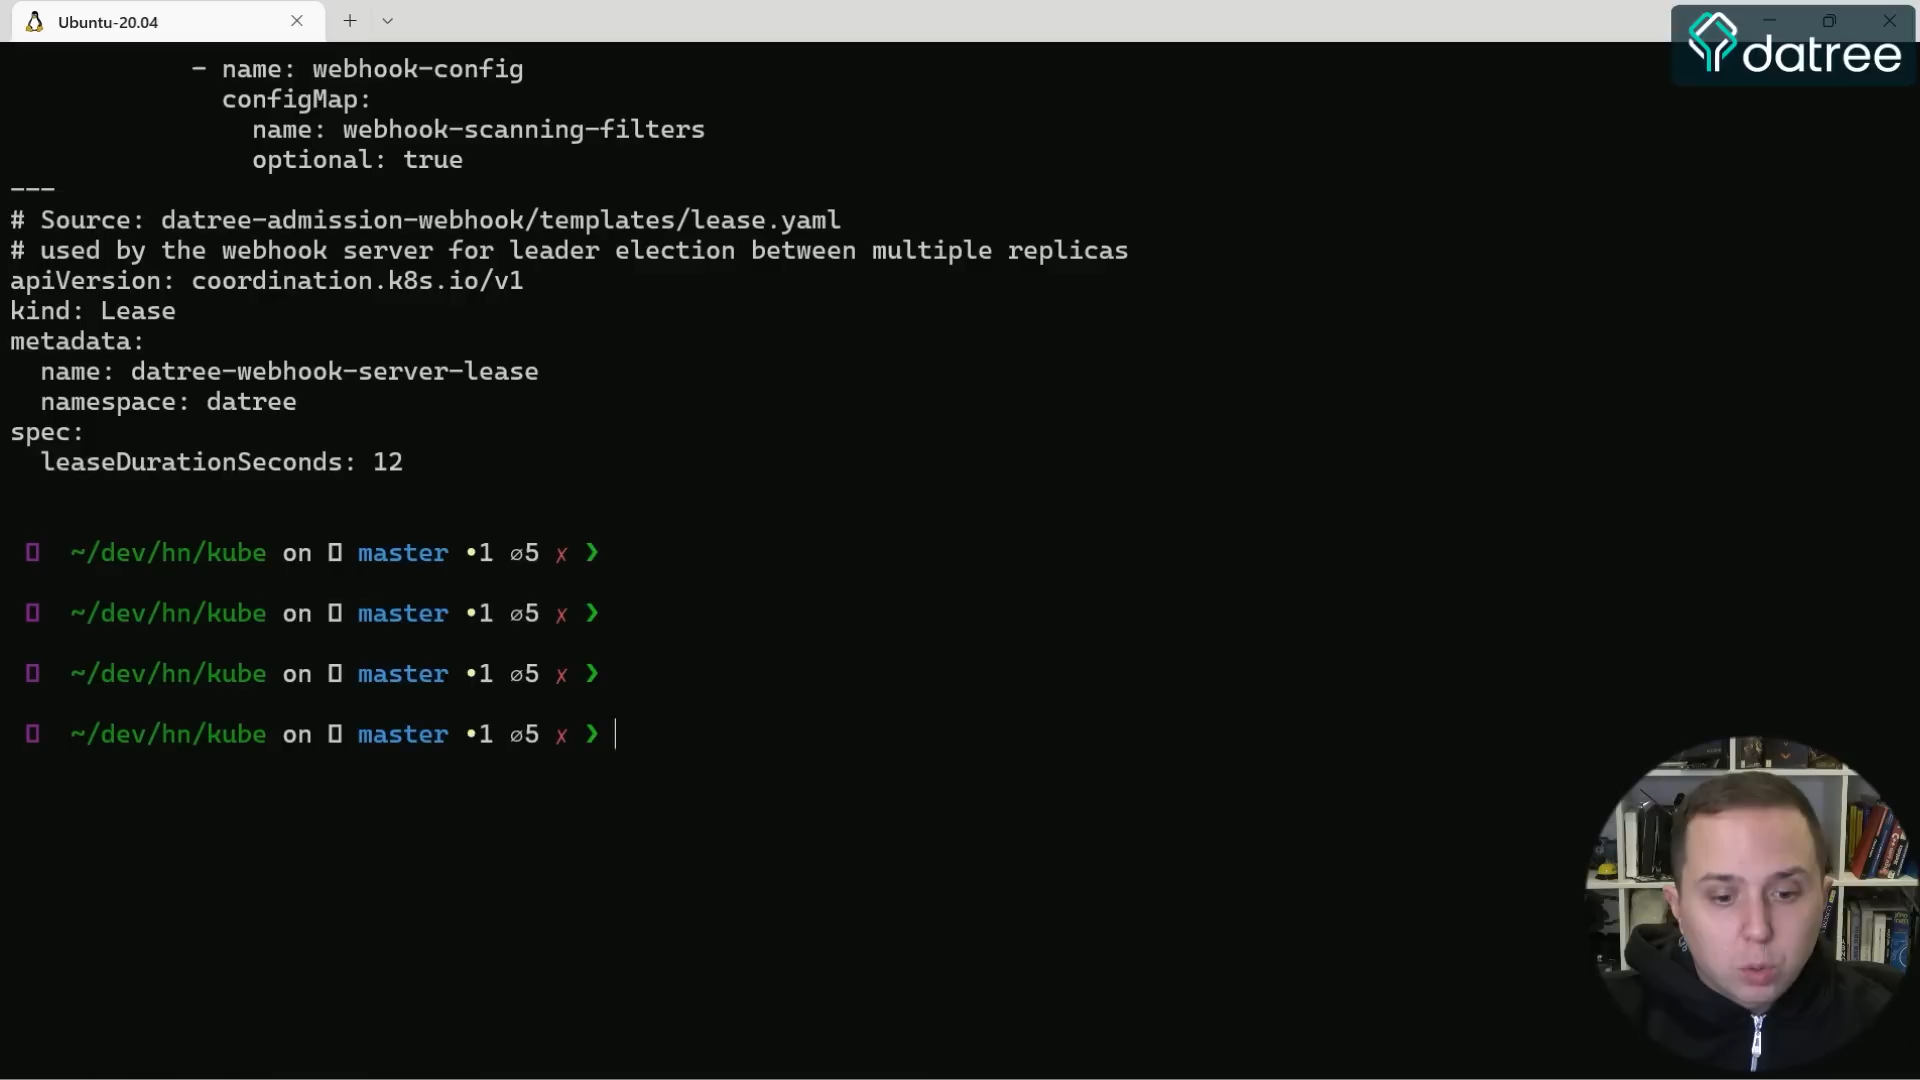 Ubuntu-20.04
datree
- name: webhook-config
configMap:
name: webhook-scanning-filters
optional: true
---
# Source: datree-admission-webhook/templates/lease.yaml
# used by the webhook server for leader election between multiple replicas
apiVersion: coordination.k8s.io/v1
kind: Lease
metadata:
name: datree-webhook-server-lease
namespace: datree
spec:
leaseDurationSeconds: 12
~/dev/hn/kube on master •1 ⌀5 ✗ ❯
~/dev/hn/kube on master •1 ⌀5 ✗ ❯
~/dev/hn/kube on master •1 ⌀5 ✗ ❯
~/dev/hn/kube on master •1 ⌀5 ✗ ❯